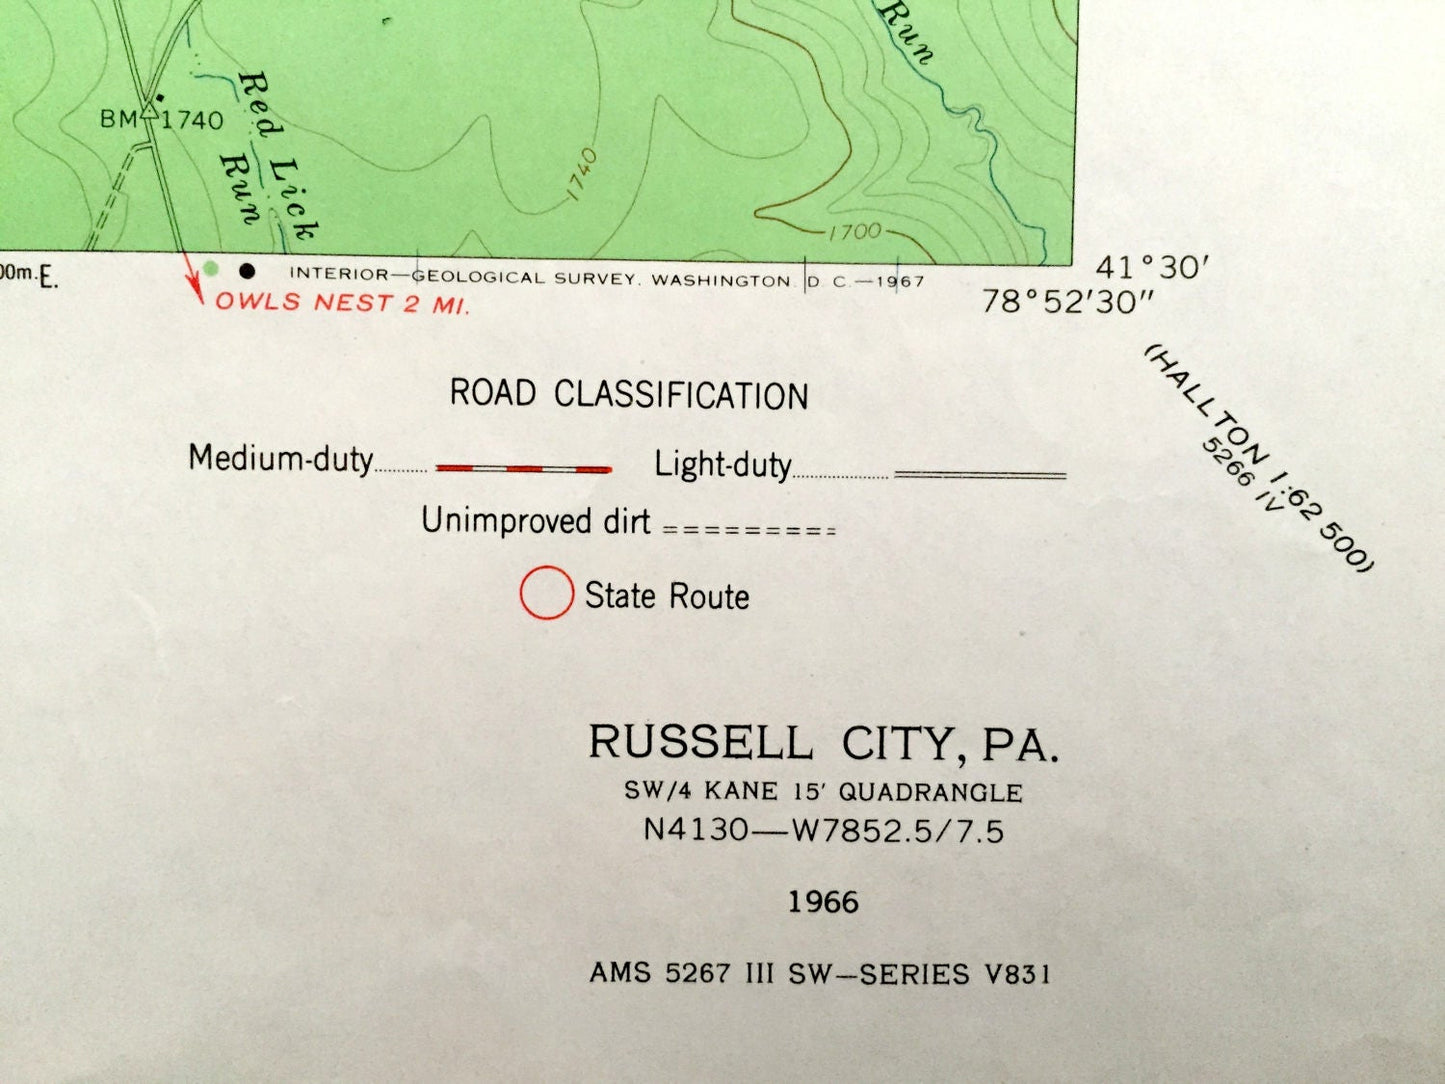 Run
Red Lick
Run
BM 1740
1740
1700
00m.E.
INTERIOR—GEOLOGICAL SURVEY, WASHINGTON, D. C.—1967
41°30′
78°52′30″
OWLS NEST 2 MI.
(HALLTON 1:62 500)
5266 IV
ROAD CLASSIFICATION
Medium-duty Light-duty
Unimproved dirt
State Route
RUSSELL CITY, PA.
SW/4 KANE 15′ QUADRANGLE
N4130—W7852.5/7.5
1966
AMS 5267 III SW—SERIES V831